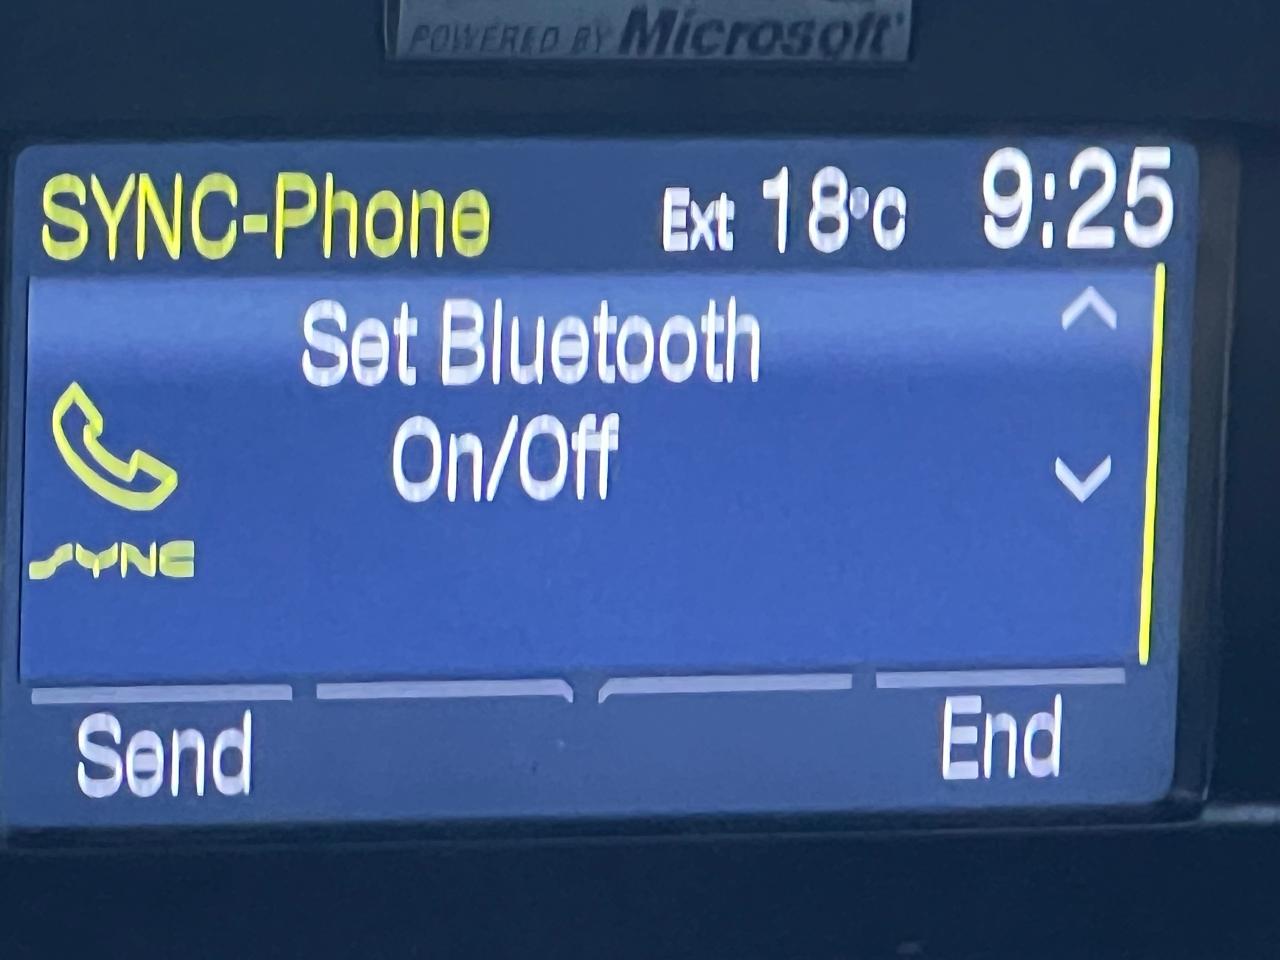 POWERED BY Microsoft
SYNC-Phone Ext 18°C 9:25
Set Bluetooth
On/Off
SYNC
Send End